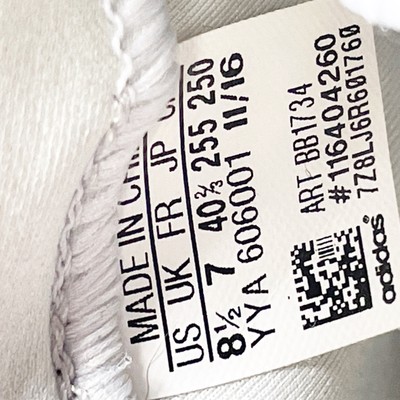 MADE IN CHI
US UK FR JP C
8½ 7 40⅔ 255 250
YYA 606001 11/16
ART BB1734
#116404260
7Z8LJ6R601760
adidas®